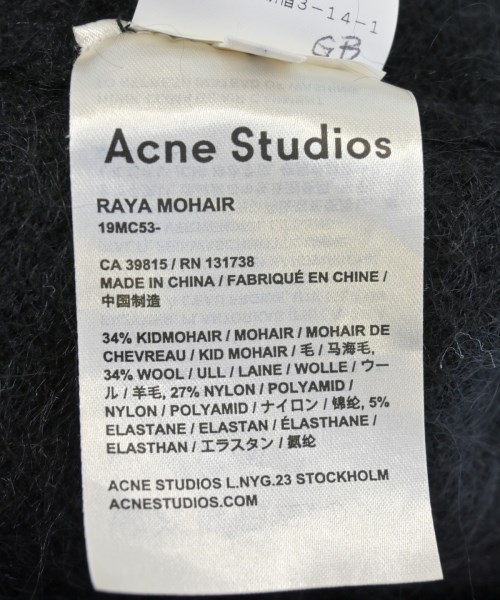 3-14-1
GB
Acne Studios
RAYA MOHAIR
19MC53-
CA 39815 / RN 131738
MADE IN CHINA / FABRIQUÉ EN CHINE /
中国制造
34% KIDMOHAIR / MOHAIR / MOHAIR DE
CHEVREAU / KID MOHAIR / 毛 / 马海毛,
34% WOOL / ULL / LAINE / WOLLE / ウー
ル / 羊毛, 27% NYLON / POLYAMID /
NYLON / POLYAMID / ナイロン / 锦纶, 5%
ELASTANE / ELASTAN / ÉLASTHANE /
ELASTHAN / エラスタン / 氨纶
ACNE STUDIOS L.NYG.23 STOCKHOLM
ACNESTUDIOS.COM